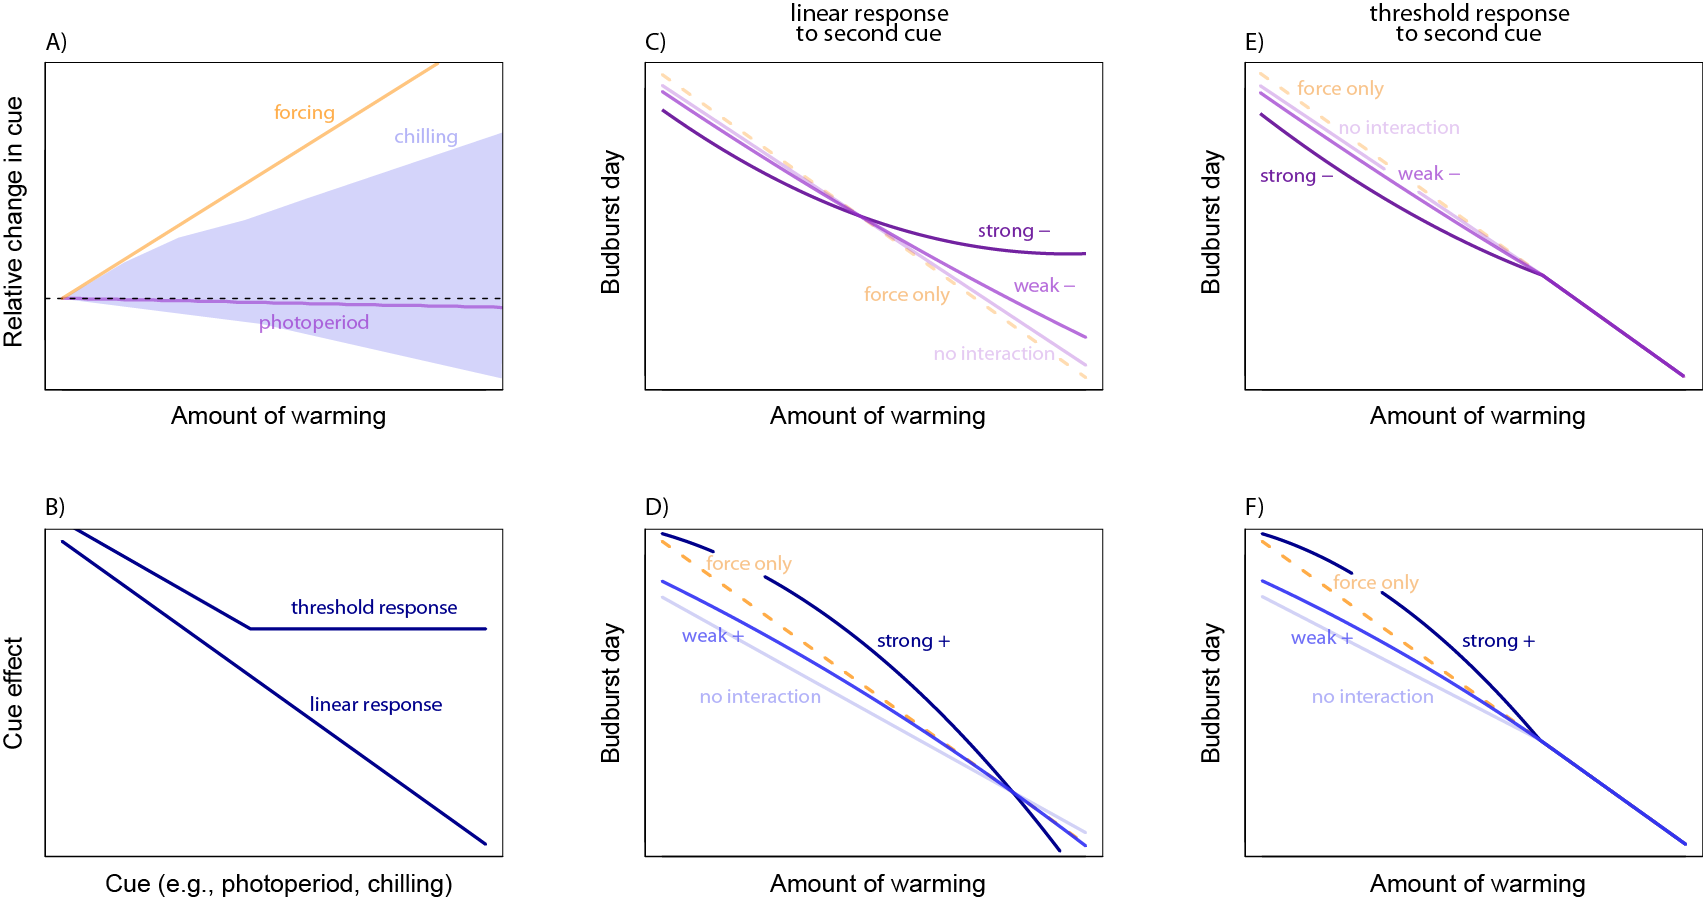 A)
Relative change in cue
forcing
chilling
photoperiod
Amount of warming
B)
Cue effect
threshold response
linear response
Cue (e.g., photoperiod, chilling)
linear response
to second cue
C)
Budburst day
strong –
weak –
force only
no interaction
Amount of warming
D)
Budburst day
force only
weak +
strong +
no interaction
Amount of warming
threshold response
to second cue
E)
Budburst day
force only
no interaction
weak –
strong –
Amount of warming
F)
Budburst day
force only
weak +
strong +
no interaction
Amount of warming